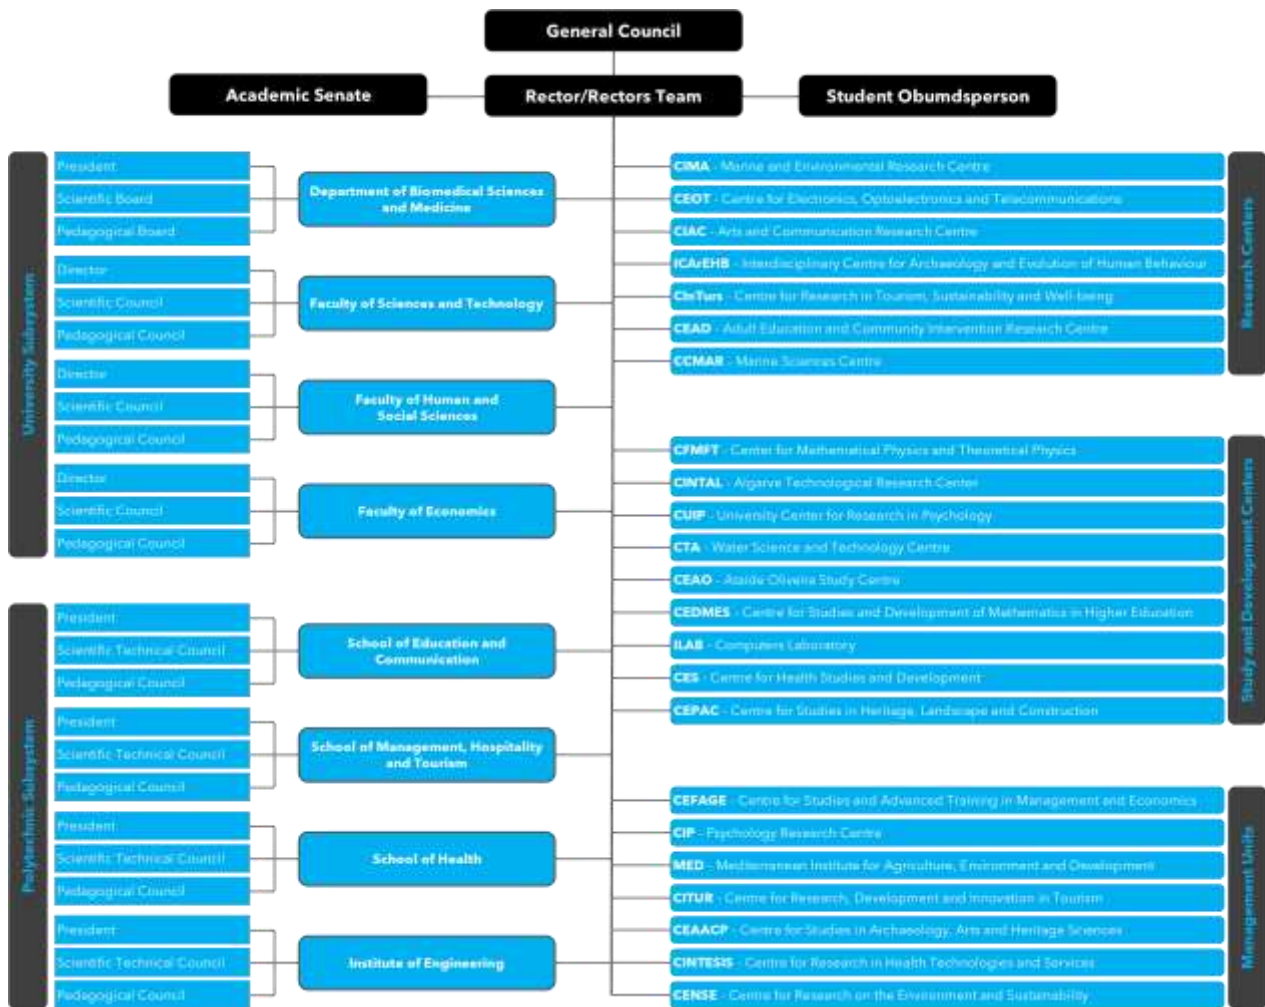 General Council
Academic Senate
Rector/Rectors Team
Student Obumdsperson
University Subsystem
President
Scientific Board
Pedagogical Board
Department of Biomedical Sciences
and Medicine
Director
Scientific Council
Pedagogical Council
Faculty of Sciences and Technology
Director
Scientific Council
Pedagogical Council
Faculty of Human and
Social Sciences
Director
Scientific Council
Pedagogical Council
Faculty of Economics
Polytechnic Subsystem
President
Scientific Technical Council
Pedagogical Council
School of Education and
Communication
President
Scientific Technical Council
Pedagogical Council
School of Management, Hospitality
and Tourism
President
Scientific Technical Council
Pedagogical Council
School of Health
President
Scientific Technical Council
Pedagogical Council
Institute of Engineering
CIMA - Marine and Environmental Research Centre
CEOT - Centre for Electronics, Optoelectronics and Telecommunications
CIAC - Arts and Communication Research Centre
ICArEHB - Interdisciplinary Centre for Archaeology and Evolution of Human Behaviour
CinTurs - Centre for Research in Tourism, Sustainability and Well-being
CEAD - Adult Education and Community Intervention Research Centre
CCMAR - Marine Sciences Centre
Research Centers
CFMFT - Center for Mathematical Physics and Theoretical Physics
CINTAL - Algarve Technological Research Center
CUIP - University Center for Research in Psychology
CTA - Water Science and Technology Centre
CEAO - Ataíde Oliveira Study Centre
CEDMES - Centre for Studies and Development of Mathematics in Higher Education
ILAB - Computers Laboratory
CES - Centre for Health Studies and Development
CEPAC - Centre for Studies in Heritage, Landscape and Construction
Study and Development Centers
CEFAGE - Centre for Studies and Advanced Training in Management and Economics
CIP - Psychology Research Centre
MED - Mediterranean Institute for Agriculture, Environment and Development
CITUR - Centre for Research, Development and Innovation in Tourism
CEAACP - Centre for Studies in Archaeology, Arts and Heritage Sciences
CINTESIS - Centre for Research in Health Technologies and Services
CENSE - Centre for Research on the Environment and Sustainability
Management Units